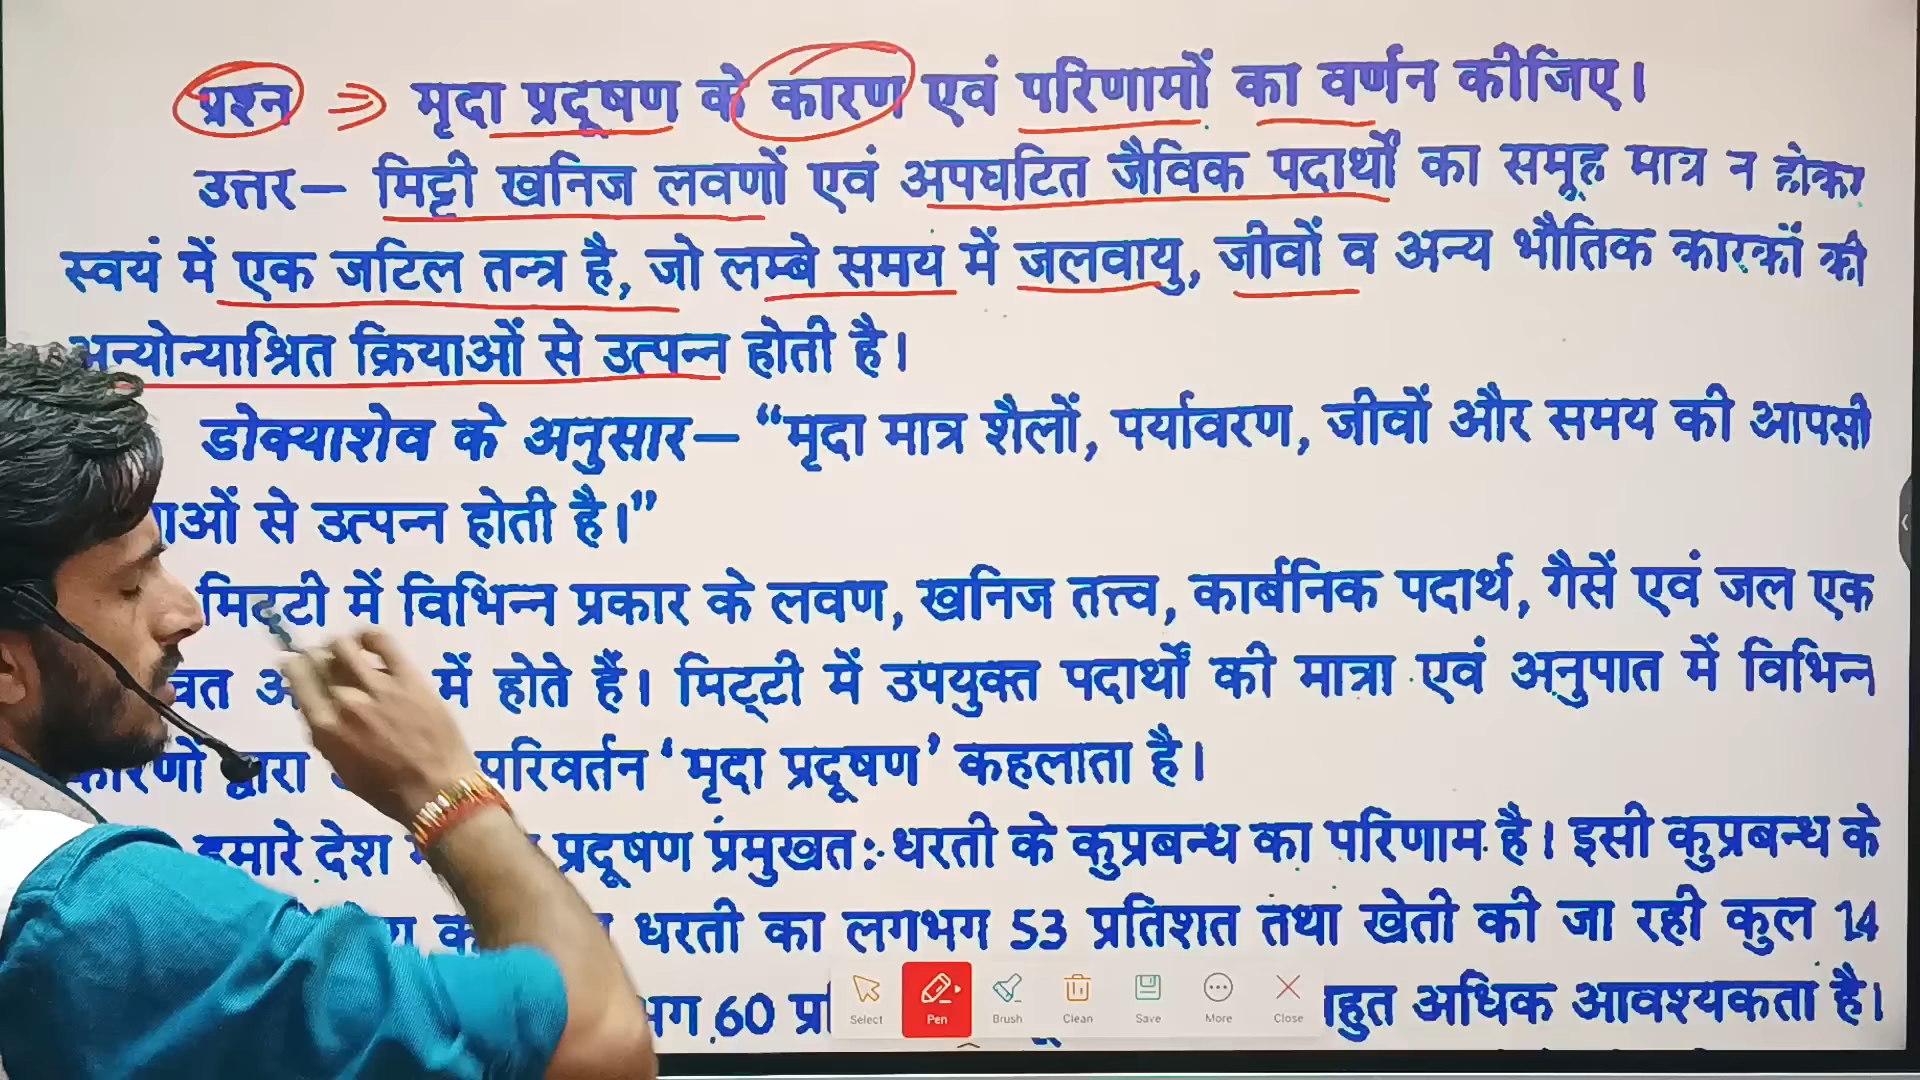 प्रश्न मृदा प्रदूषण के कारण एवं परिणामों का वर्णन कीजिए।
उत्तर– मिट्टी खनिज लवणों एवं अपघटित जैविक पदार्थों का समूह मात्र न होकर
स्वयं में एक जटिल तन्त्र है, जो लम्बे समय में जलवायु, जीवों व अन्य भौतिक कारकों की
अन्योन्याश्रित क्रियाओं से उत्पन्न होती है।
डोक्याशेव के अनुसार– “मृदा मात्र शैलों, पर्यावरण, जीवों और समय की आपसी
से उत्पन्न होती है।”
मिट्टी में विभिन्न प्रकार के लवण, खनिज तत्त्व, कार्बनिक पदार्थ, गैसें एवं जल एक
में होते हैं। मिट्टी में उपयुक्त पदार्थों की मात्रा एवं अनुपात में विभिन्न
कारणों द्वारा परिवर्तन ‘मृदा प्रदूषण’ कहलाता है।
हमारे देश प्रदूषण प्रमुखत: धरती के कुप्रबन्ध का परिणाम है। इसी कुप्रबन्ध के
धरती का लगभग 53 प्रतिशत तथा खेती की जा रही कुल 14
60 अधिक आवश्यकता है।
Select Pen Brush Clean Save More Close